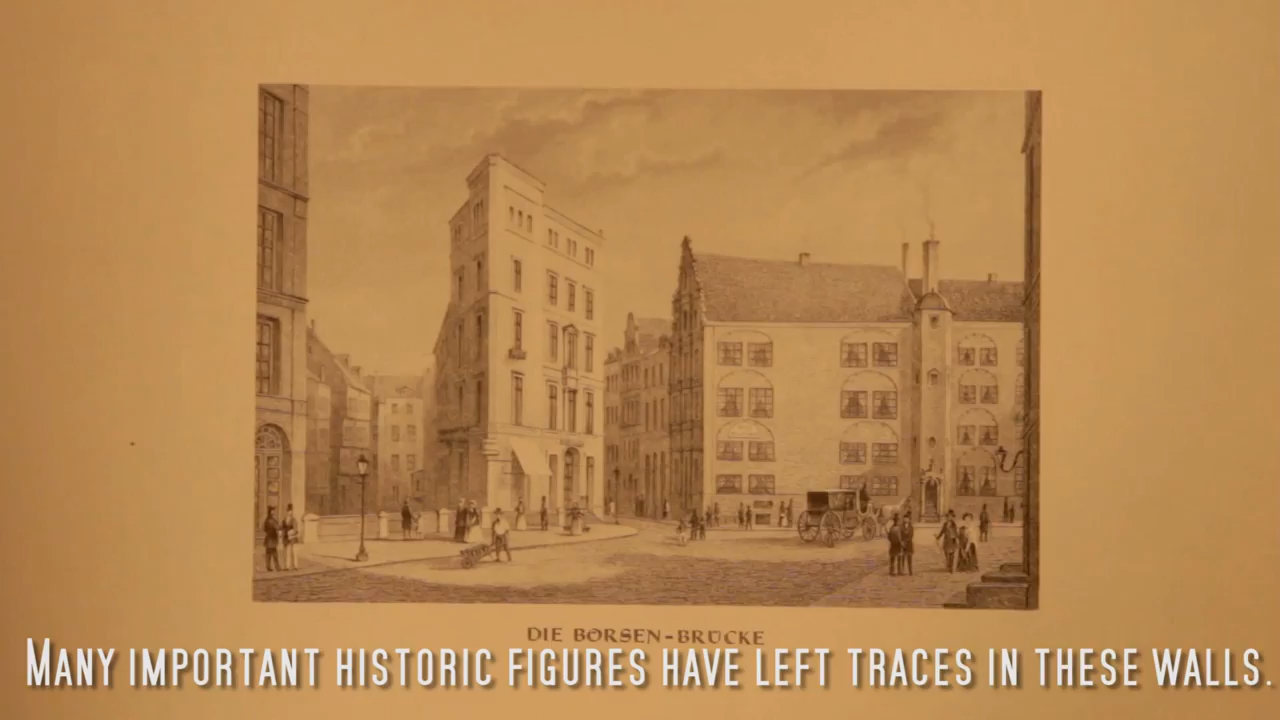 DIE BÖRSEN-BRÜCKE
MANY IMPORTANT HISTORIC FIGURES HAVE LEFT TRACES IN THESE WALLS.